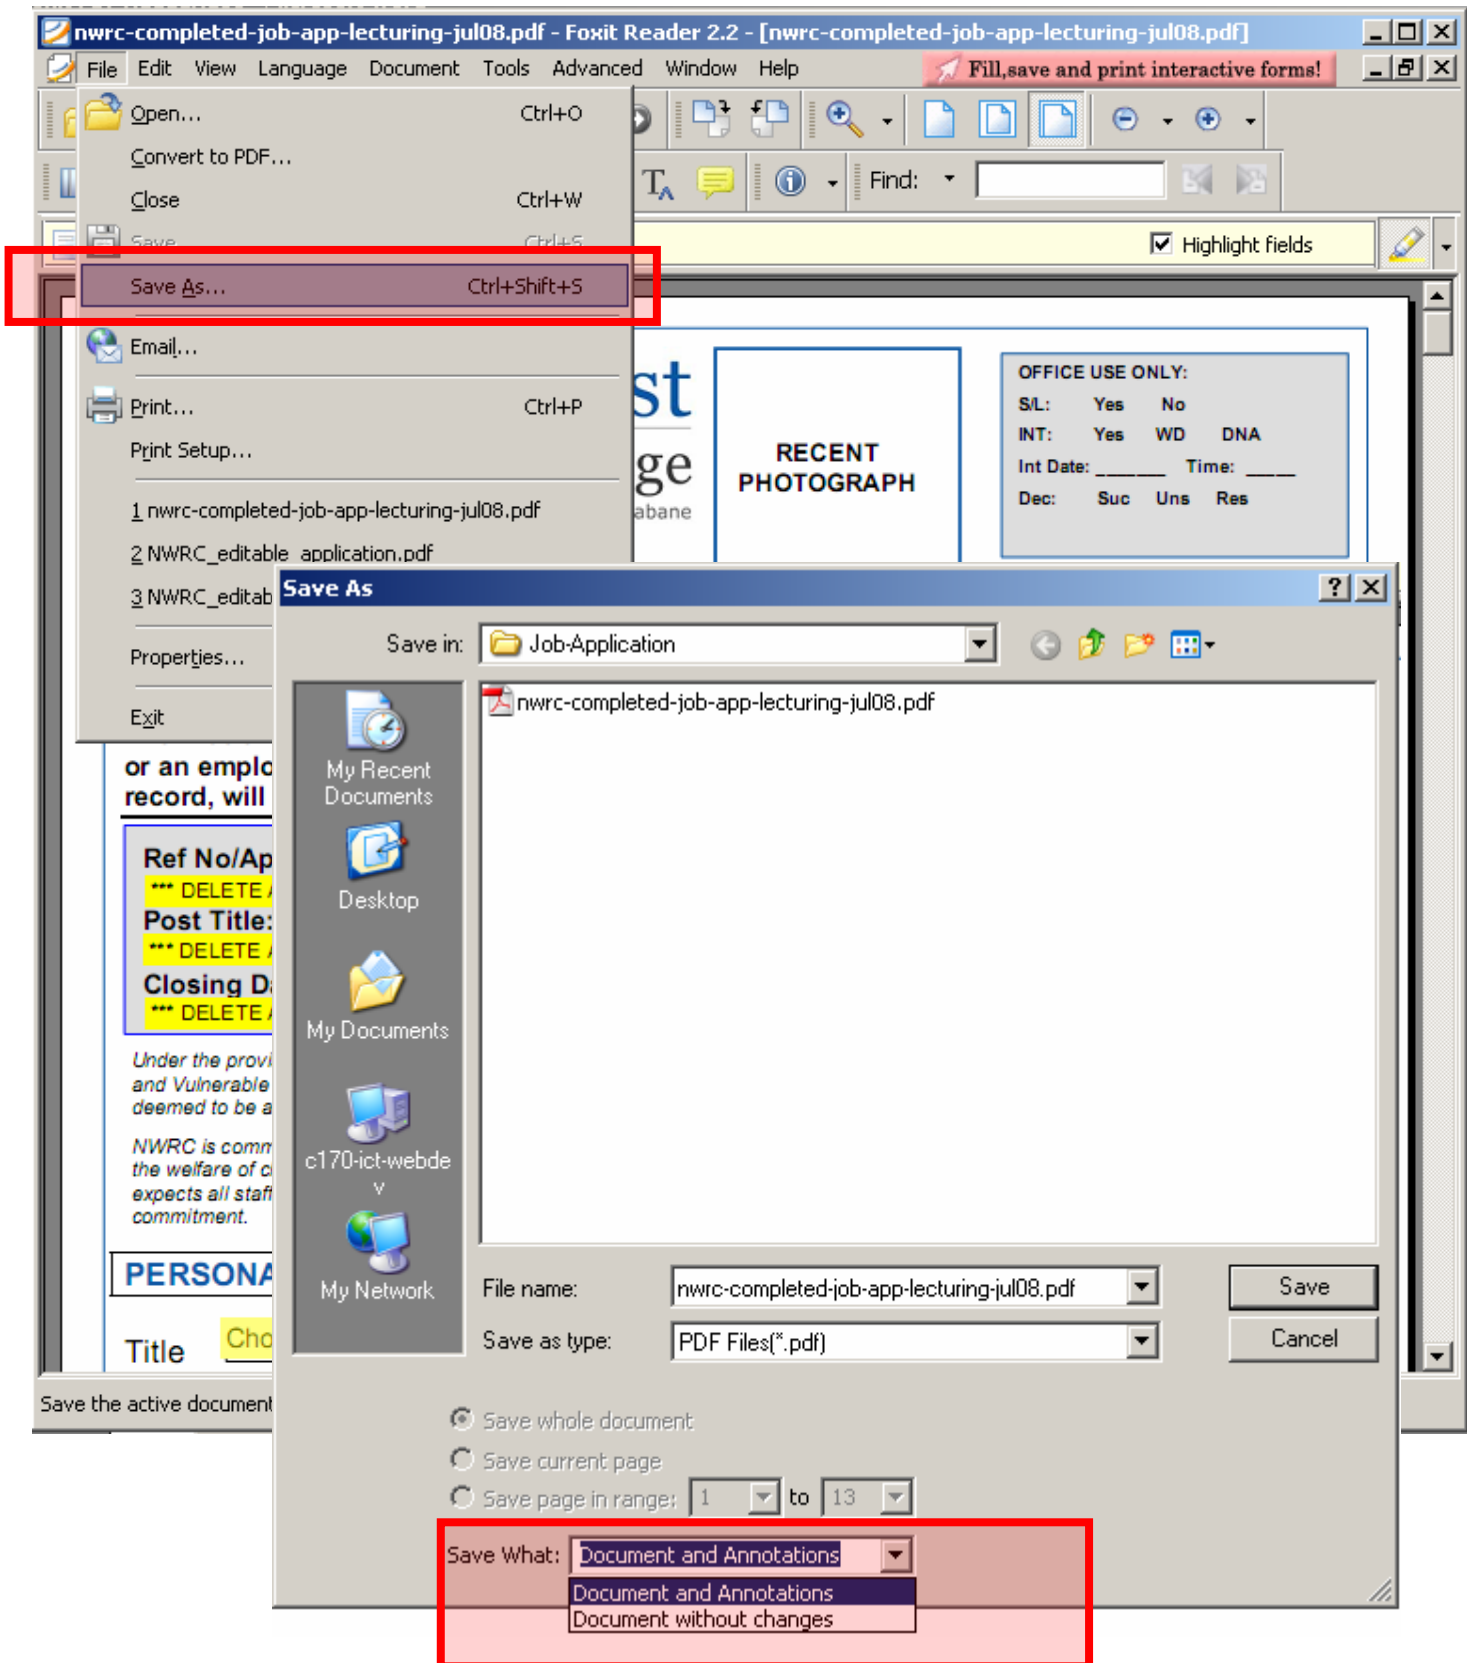 nwrc-completed-job-app-lecturing-jul08.pdf - Foxit Reader 2.2 - [nwrc-completed-job-app-lecturing-jul08.pdf]
File Edit View Language Document Tools Advanced Window Help Fill,save and print interactive forms!
Open... Ctrl+O
Convert to PDF...
Find:
Close Ctrl+W
Save Ctrl+S
Highlight fields
Save As... Ctrl+Shift+S
Email...
Print... Ctrl+P
Print Setup...
1 nwrc-completed-job-app-lecturing-jul08.pdf
2 NWRC_editable_application.pdf
3 NWRC_editab
Properties...
Exit
st
ge
abane
RECENT
PHOTOGRAPH
OFFICE USE ONLY:
S/L: Yes No
INT: Yes WD DNA
Int Date: _______ Time: _____
Dec: Suc Uns Res
or an emplo
record, will
Ref No/Ap
*** DELETE
Post Title:
*** DELETE
Closing D
*** DELETE
Under the provi
and Vulnerable
deemed to be a
NWRC is comm
the welfare of c
expects all staff
commitment.
PERSONA
Title Cho
Save the active document
Save As
Save in: Job-Application
nwrc-completed-job-app-lecturing-jul08.pdf
My Recent
Documents
Desktop
My Documents
c170-ict-webde
v
My Network
File name: nwrc-completed-job-app-lecturing-jul08.pdf Save
Save as type: PDF Files(*.pdf) Cancel
Save whole document
Save current page
Save page in range: 1 to 13
Save What: Document and Annotations
Document and Annotations
Document without changes